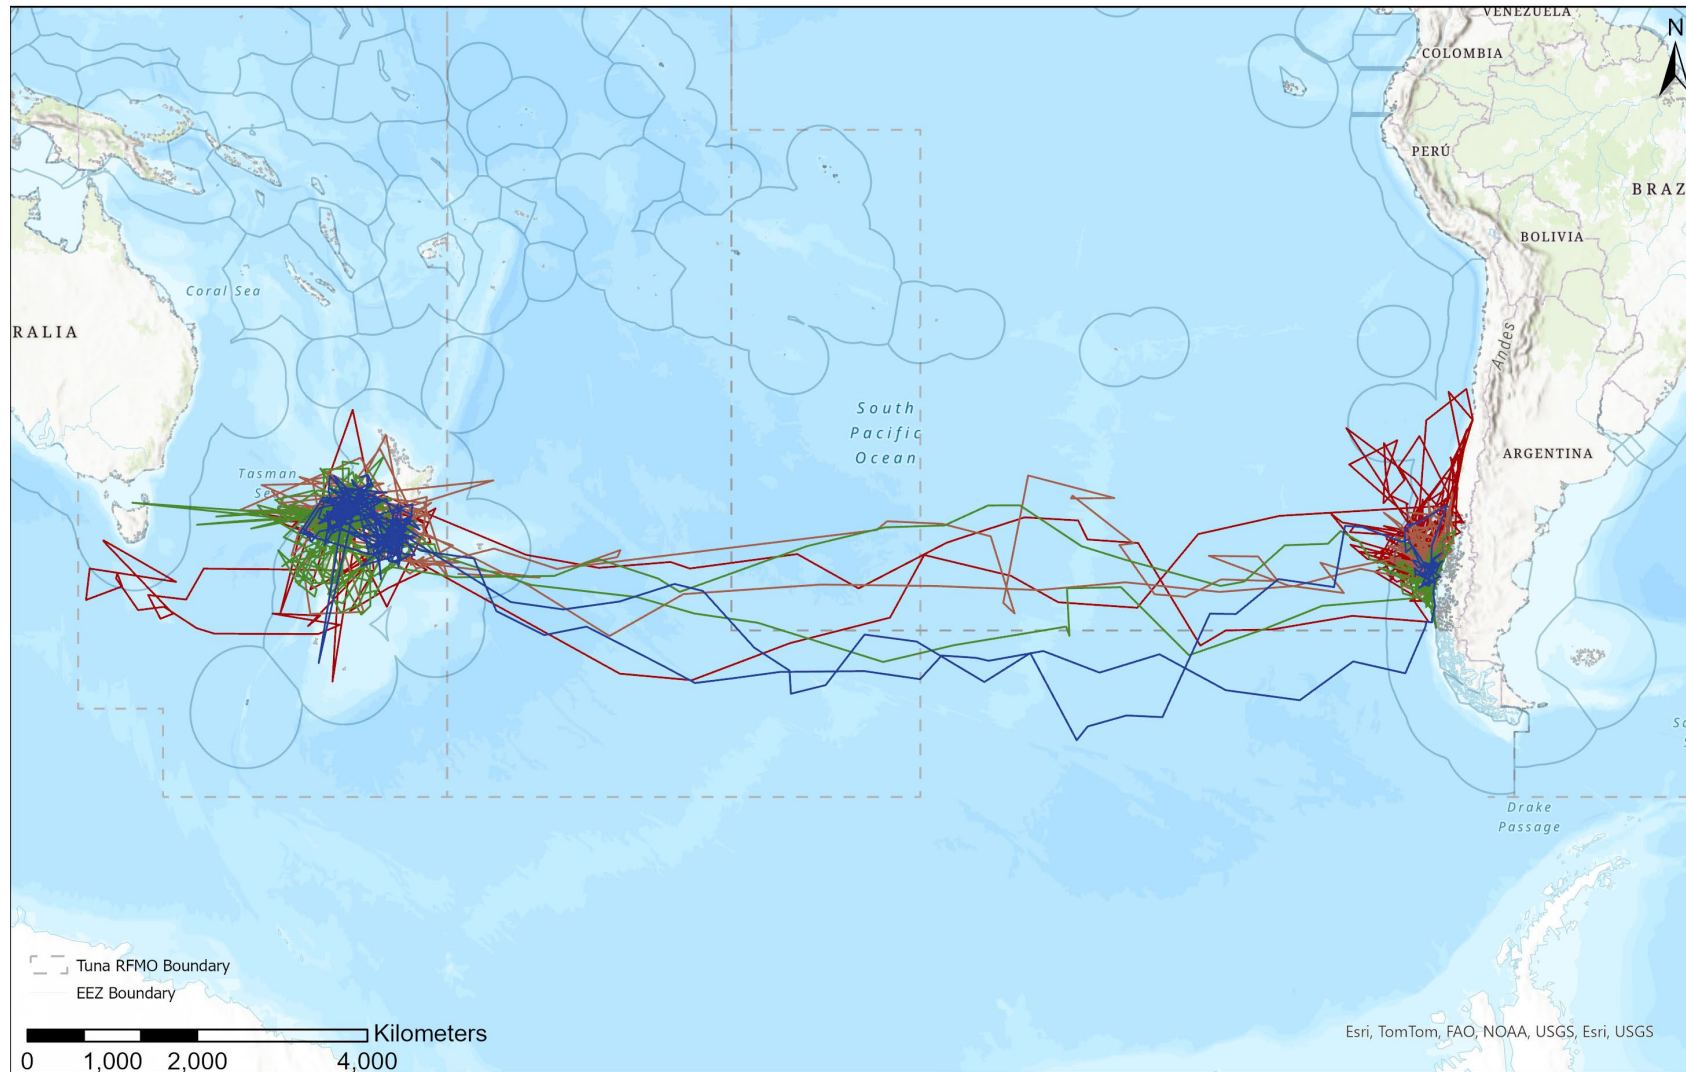 VENEZUELA
N
COLOMBIA
PERÚ
BRAZ
BOLIVIA
Coral Sea
RALIA
Andes
South
Pacific
Ocean
ARGENTINA
Tasman
Se
Drake
Passage
Tuna RFMO Boundary
EEZ Boundary
Kilometers
0 1,000 2,000 4,000
Esri, TomTom, FAO, NOAA, USGS, Esri, USGS